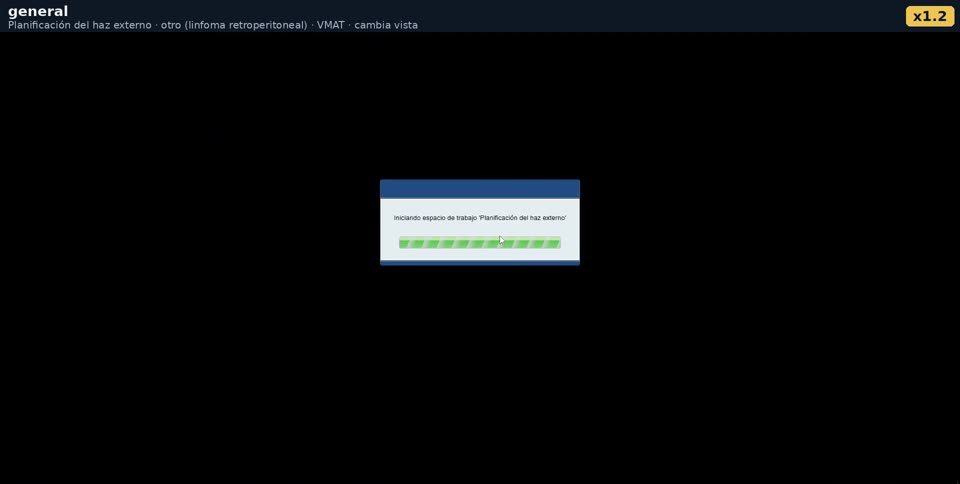 general
Planificación del haz externo · otro (linfoma retroperitoneal) · VMAT · cambia vista
x1.2
Iniciando espacio de trabajo 'Planificación del haz externo'